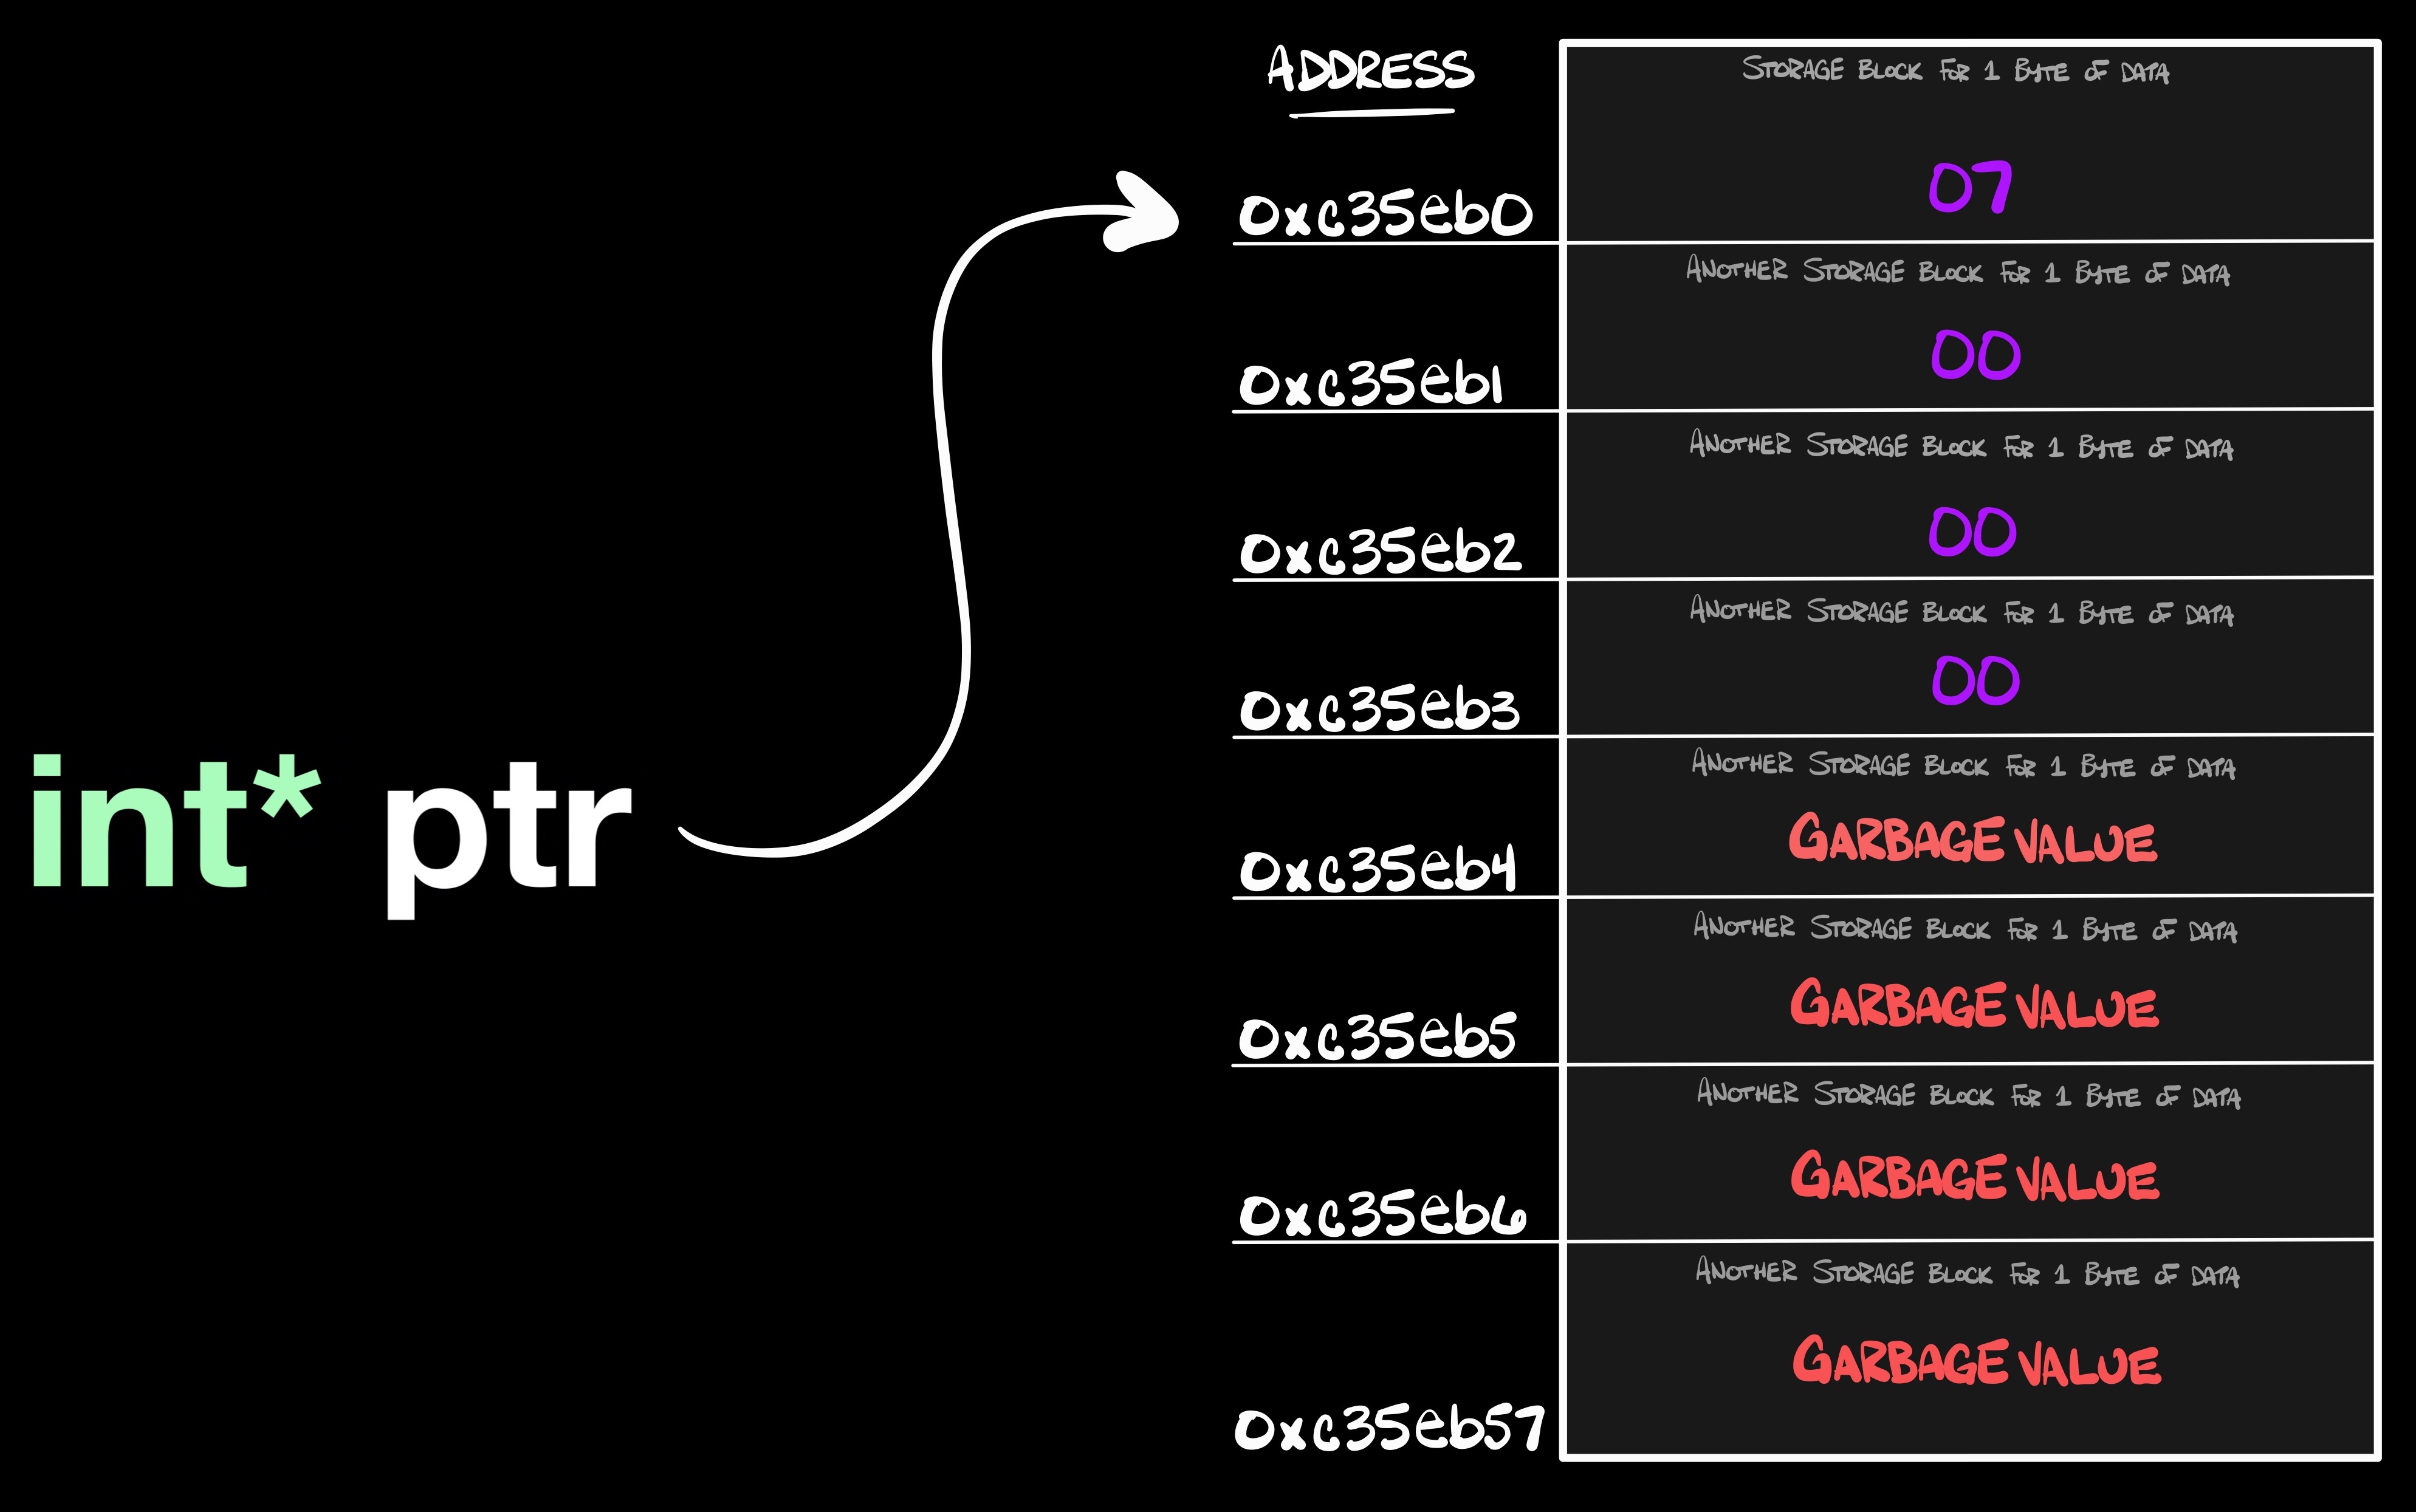 ADDRESS
STORAGE BLOCK FOR 1 BYTE OF DATA
0xc35eb0
07
ANOTHER STORAGE BLOCK FOR 1 BYTE OF DATA
0xc35eb1
00
ANOTHER STORAGE BLOCK FOR 1 BYTE OF DATA
0xc35eb2
00
ANOTHER STORAGE BLOCK FOR 1 BYTE OF DATA
0xc35eb3
00
int* ptr
ANOTHER STORAGE BLOCK FOR 1 BYTE OF DATA
0xc35eb4
GARBAGE VALUE
ANOTHER STORAGE BLOCK FOR 1 BYTE OF DATA
0xc35eb5
GARBAGE VALUE
ANOTHER STORAGE BLOCK FOR 1 BYTE OF DATA
0xc35eb6
GARBAGE VALUE
ANOTHER STORAGE BLOCK FOR 1 BYTE OF DATA
GARBAGE VALUE
0xc35eb57